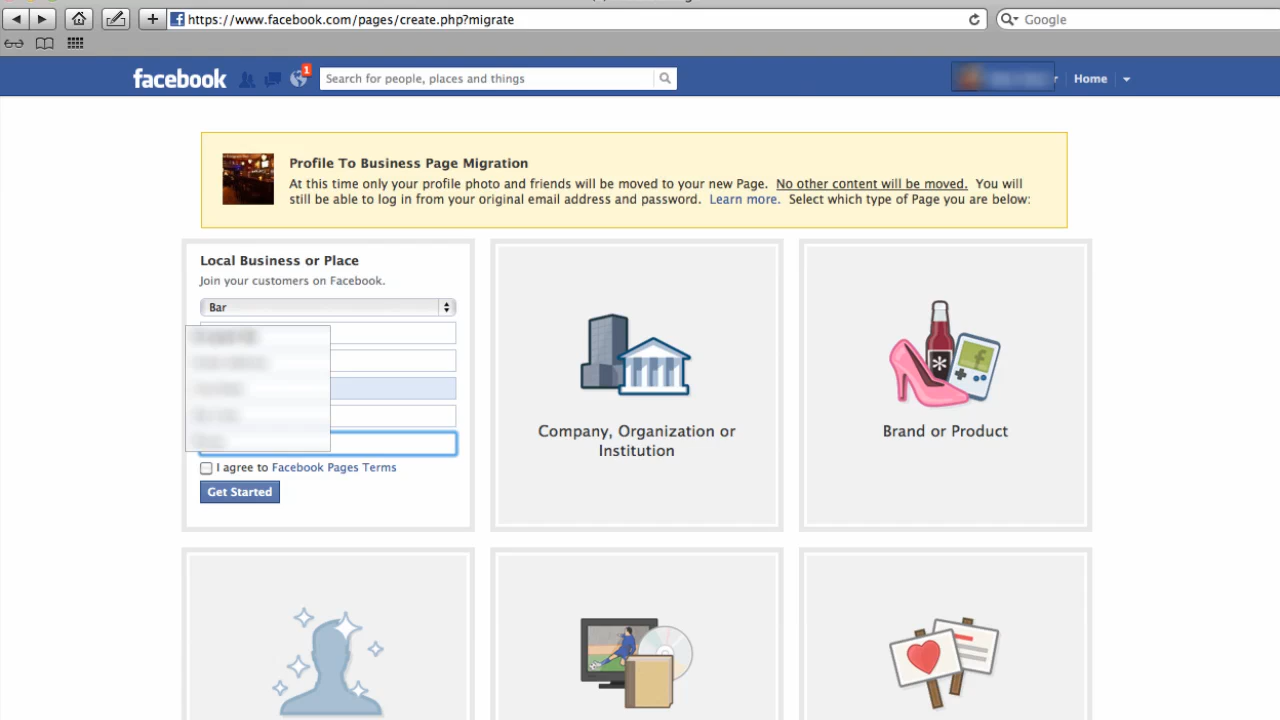 https://www.facebook.com/pages/create.php?migrate
Google
facebook
1
Search for people, places and things
Home
Profile To Business Page Migration
At this time only your profile photo and friends will be moved to your new Page. No other content will be moved. You will
still be able to log in from your original email address and password. Learn more. Select which type of Page you are below:
Local Business or Place
Join your customers on Facebook.
Bar
I agree to Facebook Pages Terms
Get Started
Company, Organization or
Institution
Brand or Product